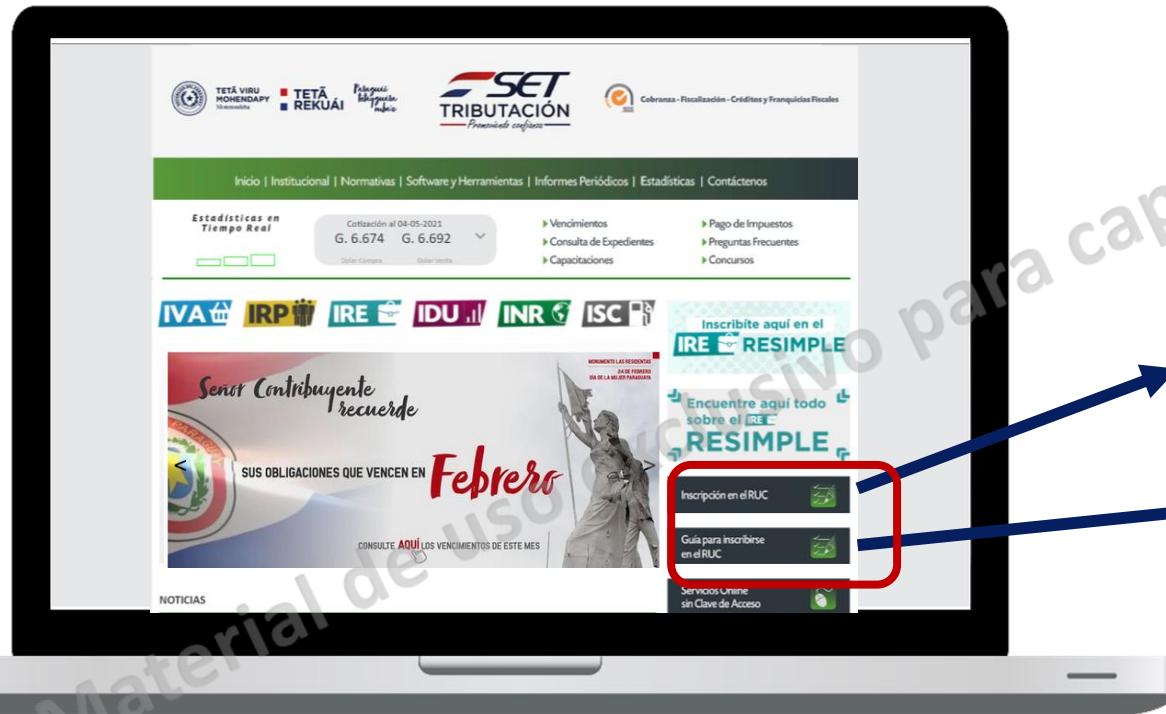 TETÃ VIRU
MOHENDAPY
Motenondeha
TETÃ
REKUÁI
Paraguái
SET
TRIBUTACIÓN
Promoviendo confianza
Cobranza - Fiscalización - Créditos y Franquicias Fiscales
Inicio | Institucional | Normativas | Software y Herramientas | Informes Periódicos | Estadísticas | Contáctenos
Estadísticas en
Tiempo Real
Cotización al 04-05-2021
G. 6.674 G. 6.692
Dolar Compra Dolar Venta
Vencimientos
Consulta de Expedientes
Capacitaciones
Pago de Impuestos
Preguntas Frecuentes
Concursos
IVA IRP IRE IDU INR ISC
Inscribite aquí en el
IRE RESIMPLE
MONUMENTO LAS RESIDENTAS
24 DE FEBRERO
DÍA DE LA MUJER PARAGUAYA
Señor Contribuyente
recuerde
SUS OBLIGACIONES QUE VENCEN EN Febrero
CONSULTE AQUÍ LOS VENCIMIENTOS DE ESTE MES
Encuentre aquí todo
sobre el IRE
RESIMPLE
Inscripción en el RUC
Guía para inscribirse
en el RUC
Servicios Online
sin Clave de Acceso
NOTICIAS
Material de uso exclusivo para cap